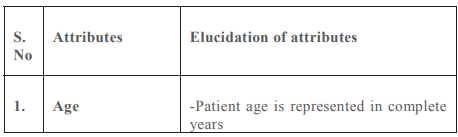 S. No Attributes Elucidation of attributes
1. Age -Patient age is represented in complete
years